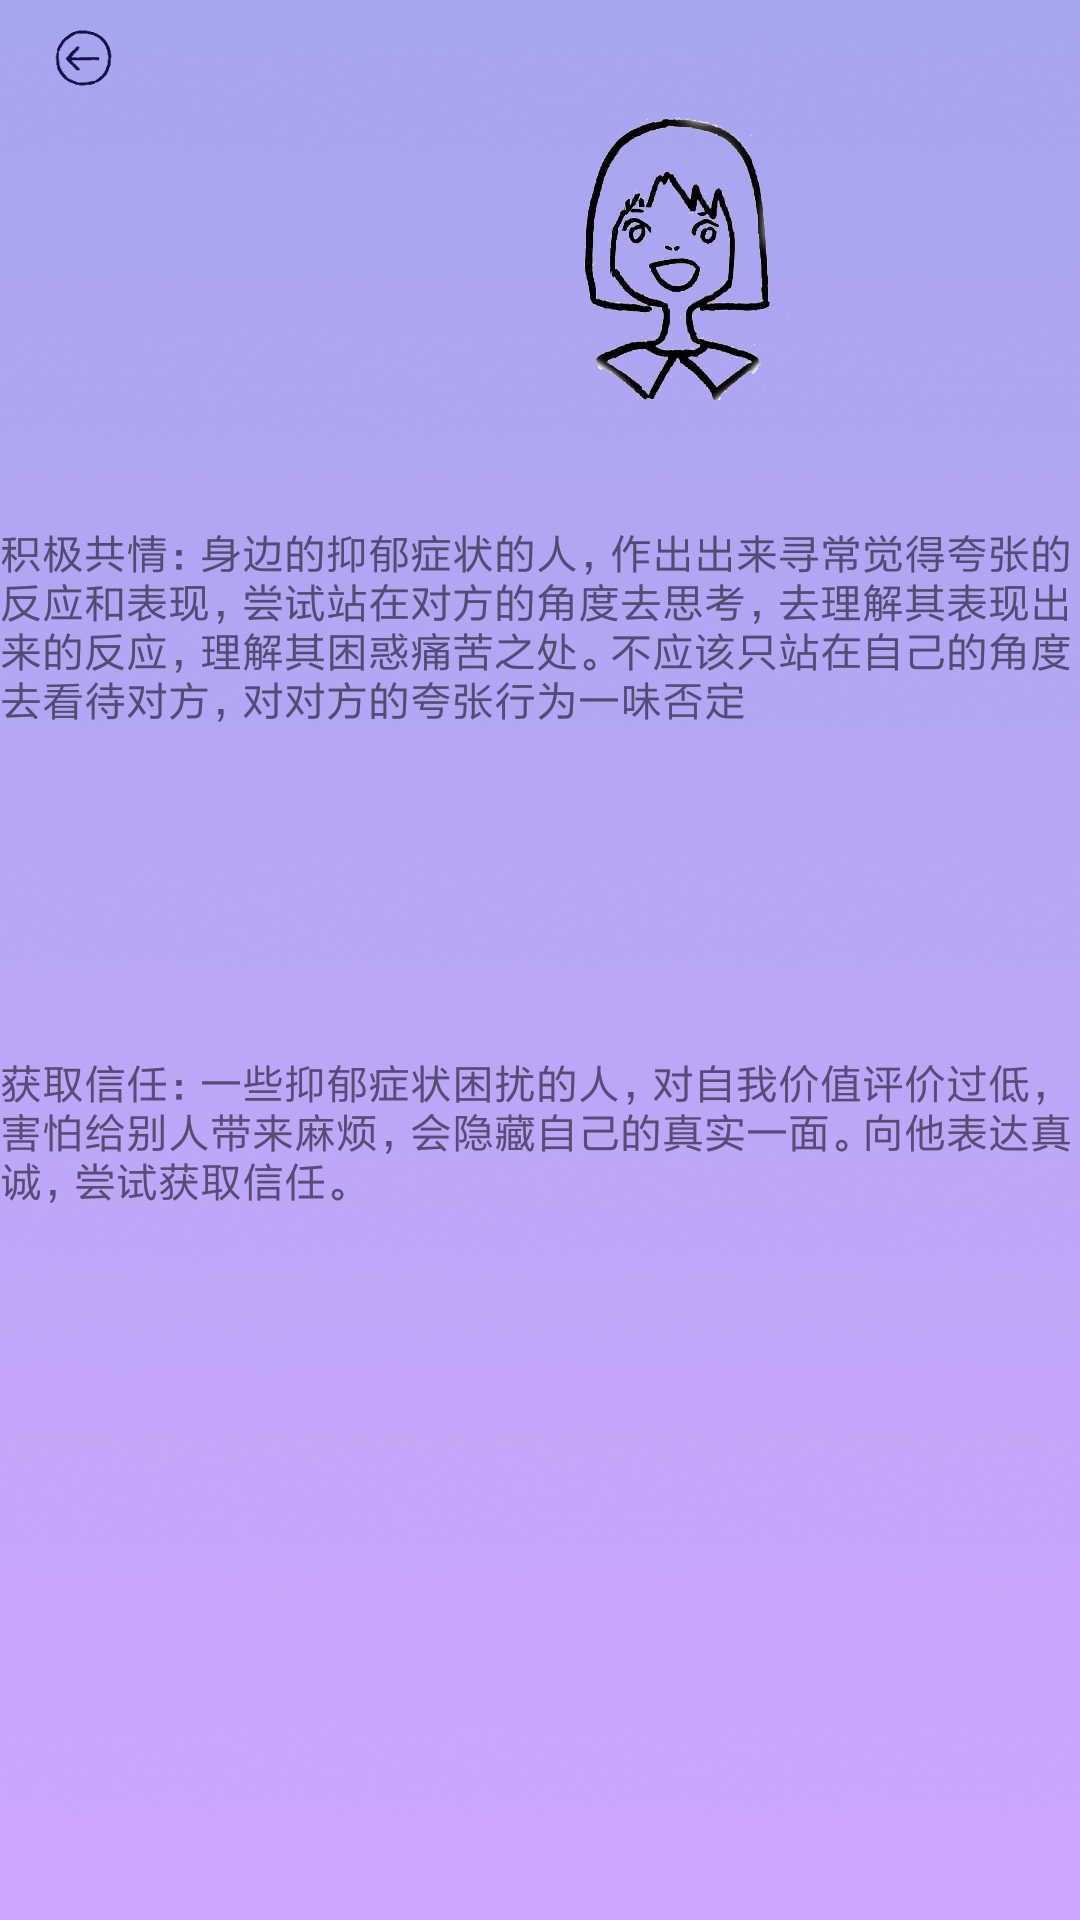 积极共情：身边的抑郁症状的人，作出出来寻常觉得夸张的
反应和表现，尝试站在对方的角度去思考，去理解其表现出
来的反应，理解其困惑痛苦之处。不应该只站在自己的角度
去看待对方，对对方的夸张行为一味否定
获取信任：一些抑郁症状困扰的人，对自我价值评价过低，
害怕给别人带来麻烦，会隐藏自己的真实一面。向他表达真
诚，尝试获取信任。